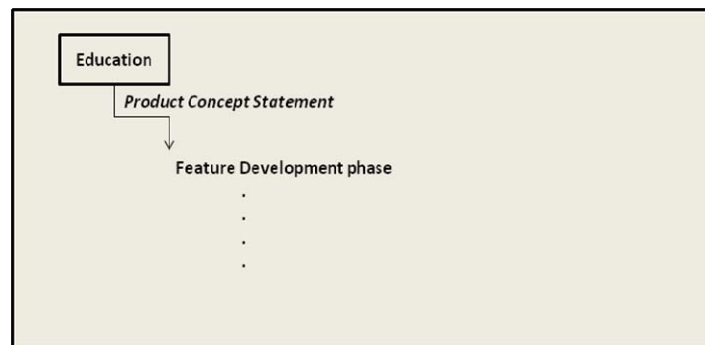 Education
Product Concept Statement
Feature Development phase
.
.
.
.